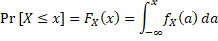 Pr [X ≤ x] = F_X(x) = ∫_{-∞}^{x} f_X(a) da